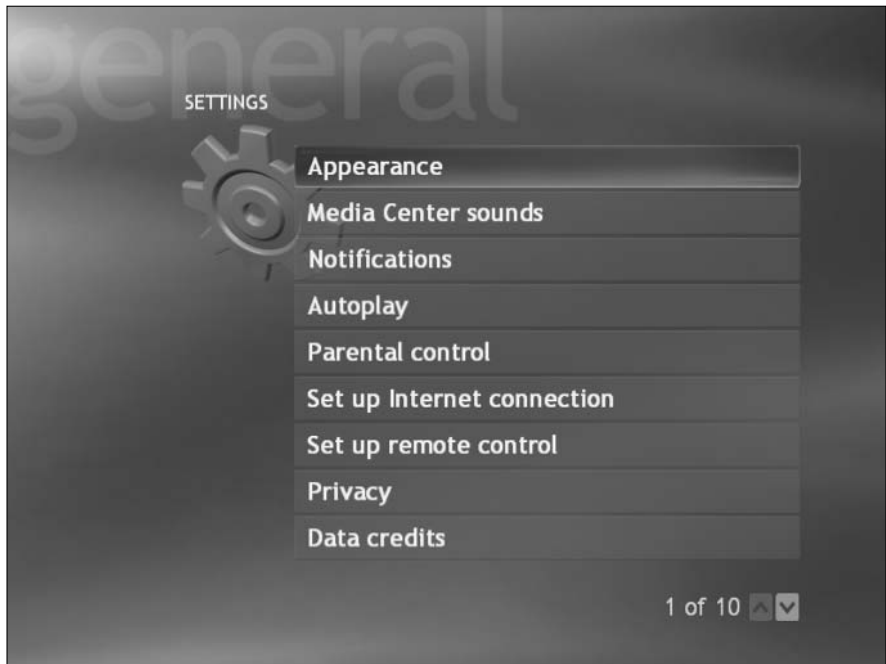 general
SETTINGS
Appearance
Media Center sounds
Notifications
Autoplay
Parental control
Set up Internet connection
Set up remote control
Privacy
Data credits
1 of 10